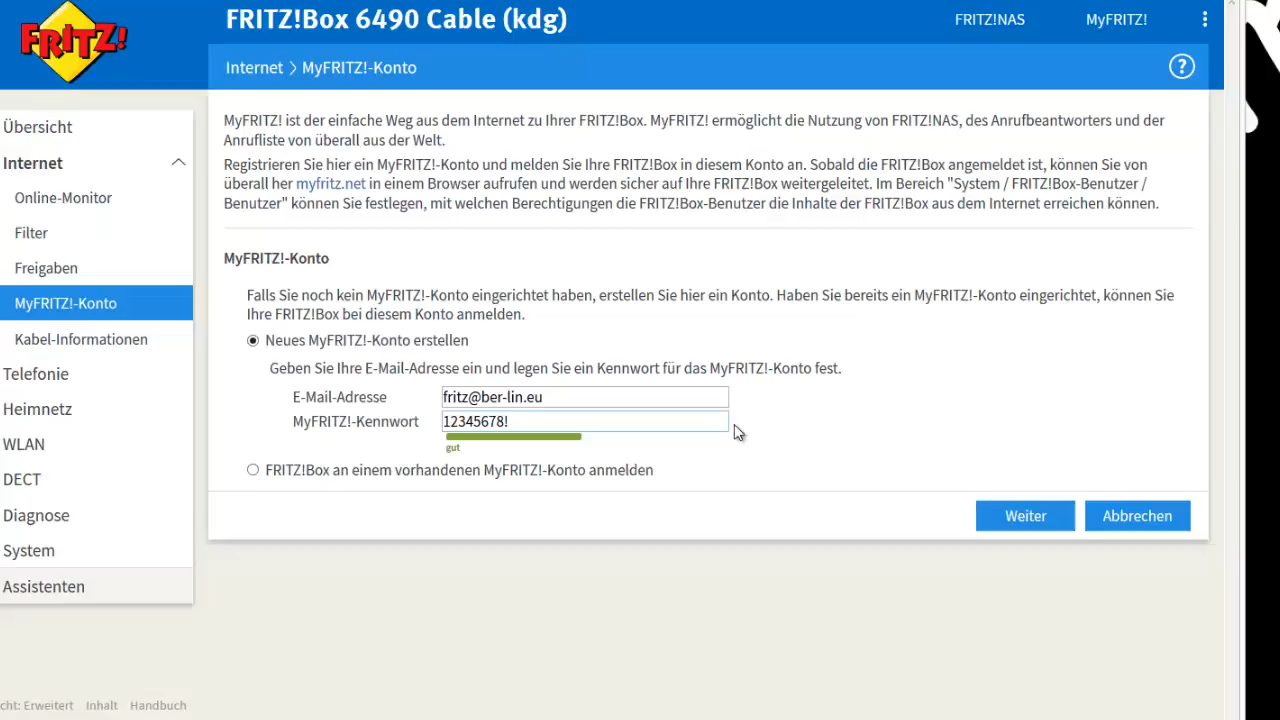 FRITZ!
FRITZ!Box 6490 Cable (kdg)
FRITZ!NAS
MyFRITZ!
Internet > MyFRITZ!-Konto
?
Übersicht
Internet
Online-Monitor
Filter
Freigaben
MyFRITZ!-Konto
Kabel-Informationen
Telefonie
Heimnetz
WLAN
DECT
Diagnose
System
Assistenten
MyFRITZ! ist der einfache Weg aus dem Internet zu Ihrer FRITZ!Box. MyFRITZ! ermöglicht die Nutzung von FRITZ!NAS, des Anrufbeantworters und der
Anrufliste von überall aus der Welt.
Registrieren Sie hier ein MyFRITZ!-Konto und melden Sie Ihre FRITZ!Box in diesem Konto an. Sobald die FRITZ!Box angemeldet ist, können Sie von
überall her myfritz.net in einem Browser aufrufen und werden sicher auf Ihre FRITZ!Box weitergeleitet. Im Bereich "System / FRITZ!Box-Benutzer /
Benutzer" können Sie festlegen, mit welchen Berechtigungen die FRITZ!Box-Benutzer die Inhalte der FRITZ!Box aus dem Internet erreichen können.
MyFRITZ!-Konto
Falls Sie noch kein MyFRITZ!-Konto eingerichtet haben, erstellen Sie hier ein Konto. Haben Sie bereits ein MyFRITZ!-Konto eingerichtet, können Sie
Ihre FRITZ!Box bei diesem Konto anmelden.
Neues MyFRITZ!-Konto erstellen
Geben Sie Ihre E-Mail-Adresse ein und legen Sie ein Kennwort für das MyFRITZ!-Konto fest.
E-Mail-Adresse fritz@ber-lin.eu
MyFRITZ!-Kennwort 12345678!
gut
FRITZ!Box an einem vorhandenen MyFRITZ!-Konto anmelden
Weiter
Abbrechen
cht: Erweitert Inhalt Handbuch